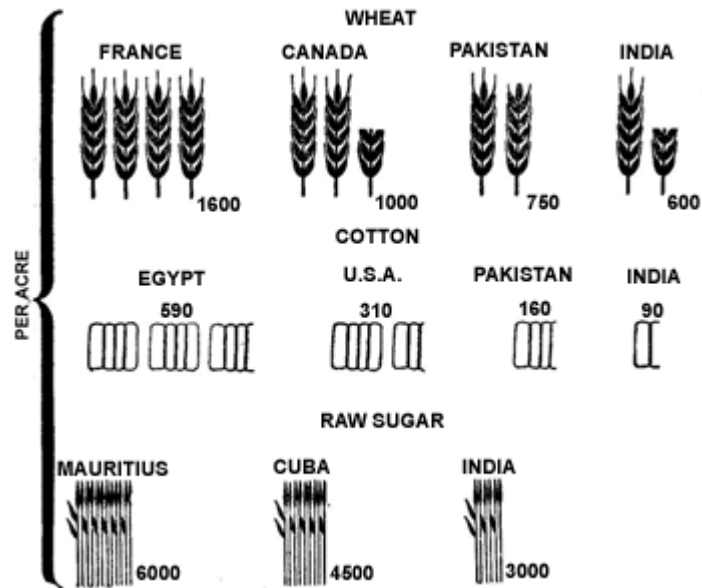 WHEAT
FRANCE CANADA PAKISTAN INDIA
1600 1000 750 600
PER ACRE
COTTON
EGYPT U.S.A. PAKISTAN INDIA
590 310 160 90
RAW SUGAR
MAURITIUS CUBA INDIA
6000 4500 3000